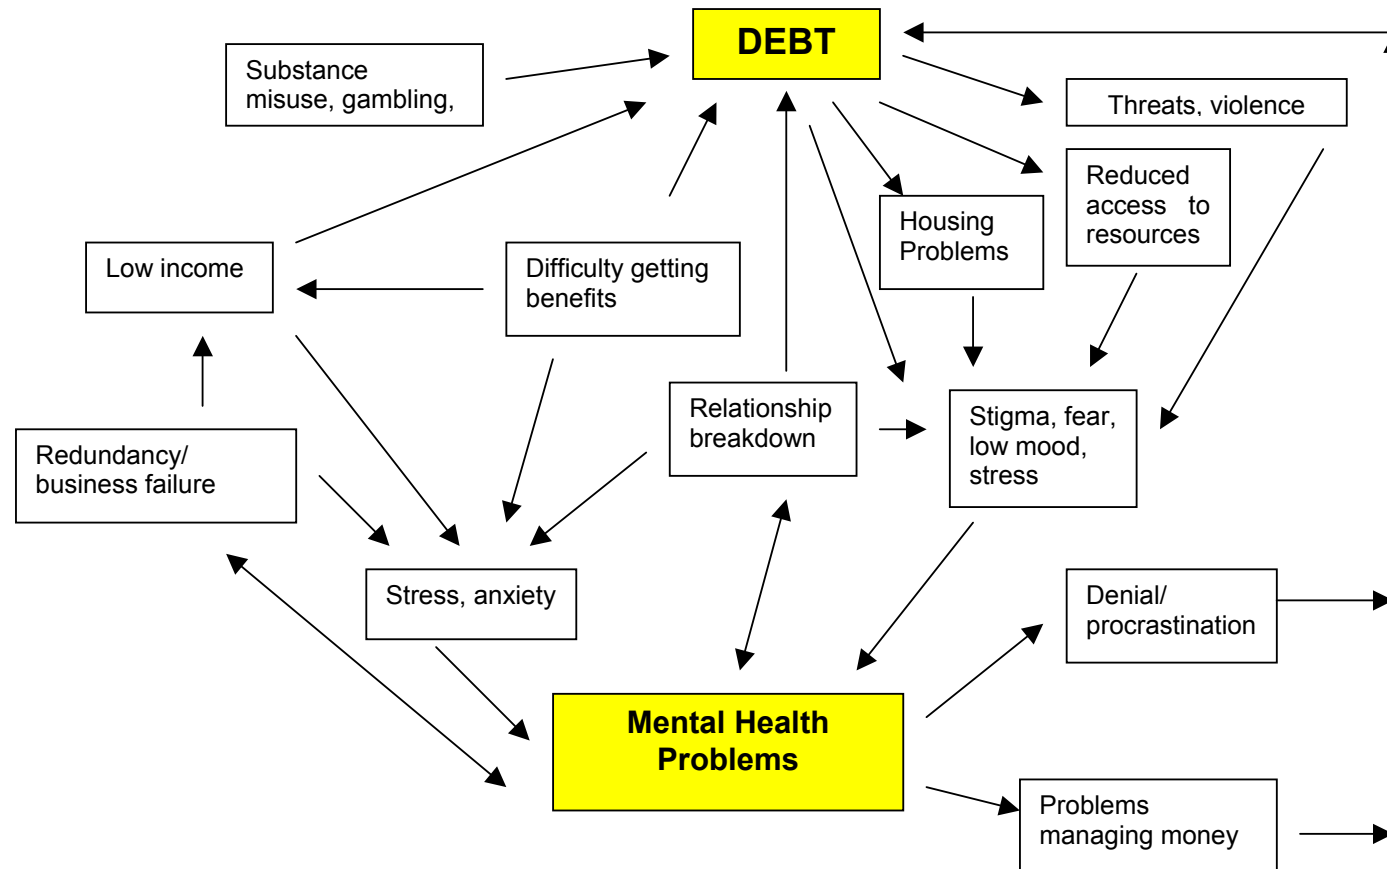 DEBT
Substance
misuse, gambling,
Threats, violence
Reduced
access to
resources
Housing
Problems
Low income
Difficulty getting
benefits
Relationship
breakdown
Stigma, fear,
low mood,
stress
Redundancy/
business failure
Stress, anxiety
Denial/
procrastination
Mental Health
Problems
Problems
managing money